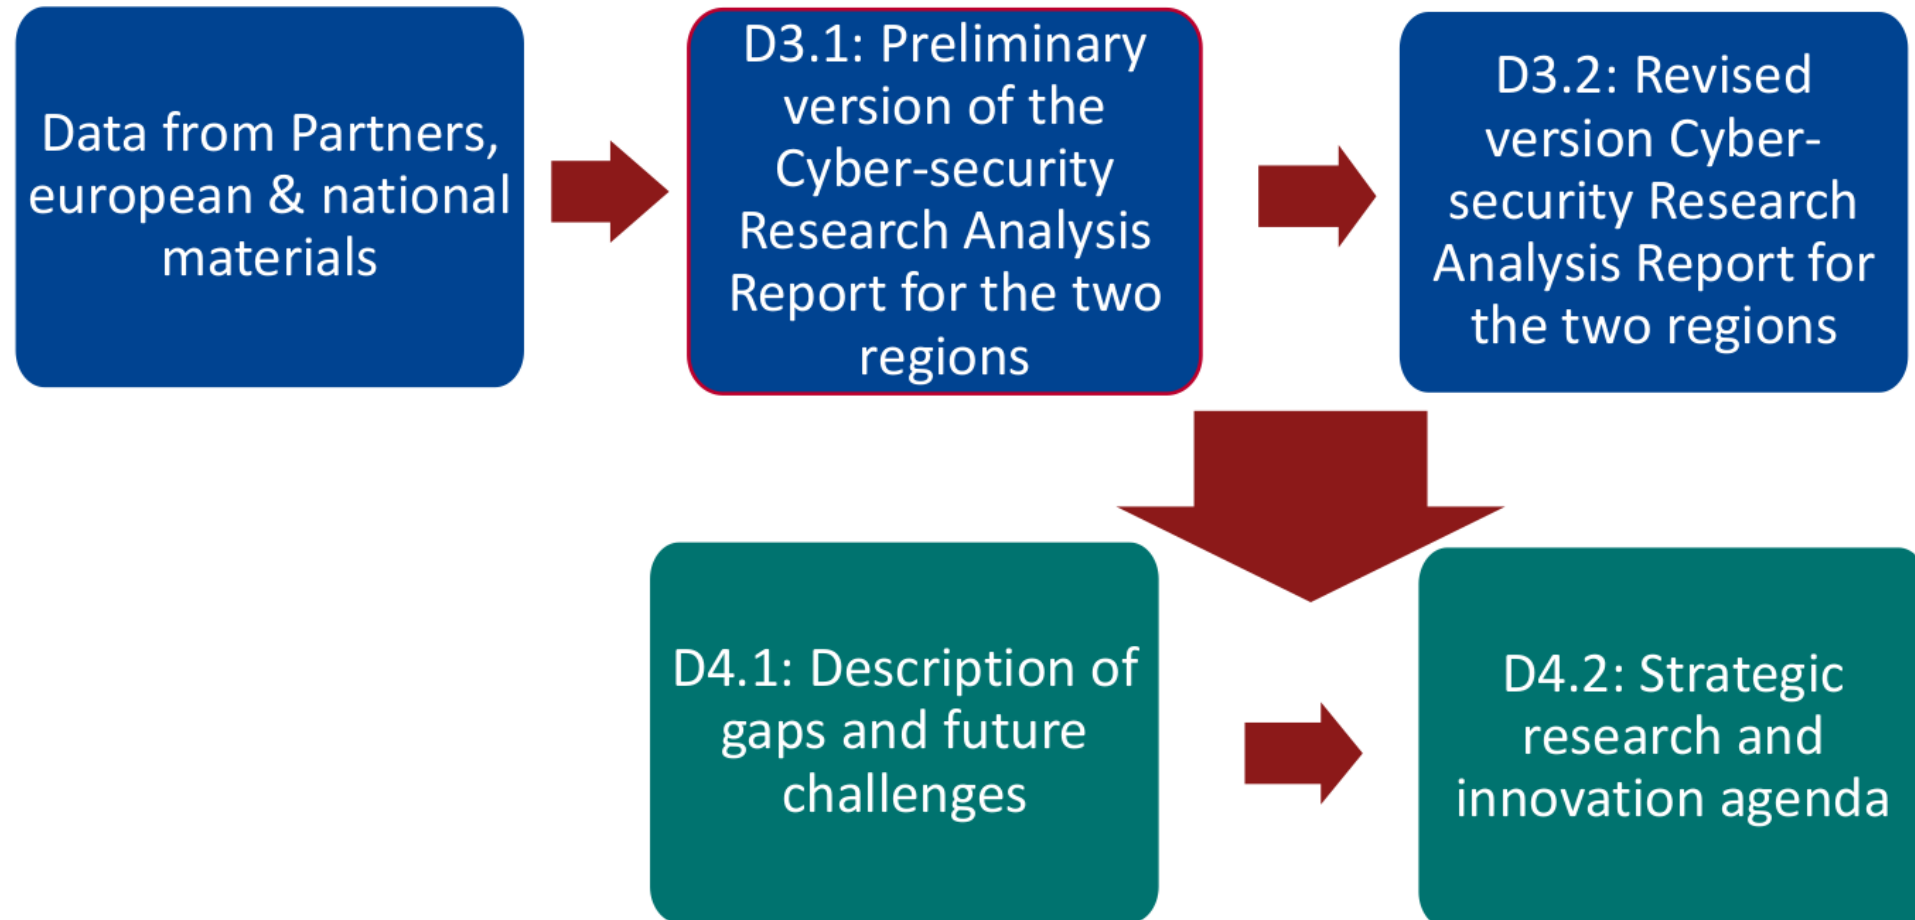 Data from Partners,
european & national
materials
D3.1: Preliminary
version of the
Cyber-security
Research Analysis
Report for the two
regions
D3.2: Revised
version Cyber-
security Research
Analysis Report for
the two regions
D4.1: Description of
gaps and future
challenges
D4.2: Strategic
research and
innovation agenda